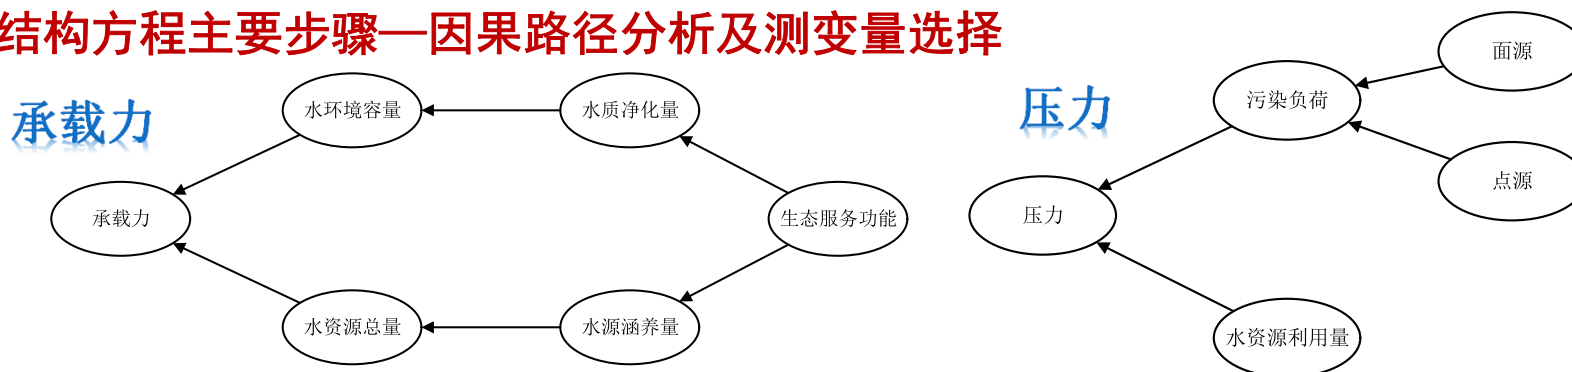 结构方程主要步骤—因果路径分析及测变量选择
承载力
水环境容量
水质净化量
承载力
生态服务功能
水资源总量
水源涵养量
压力
面源
污染负荷
点源
压力
水资源利用量